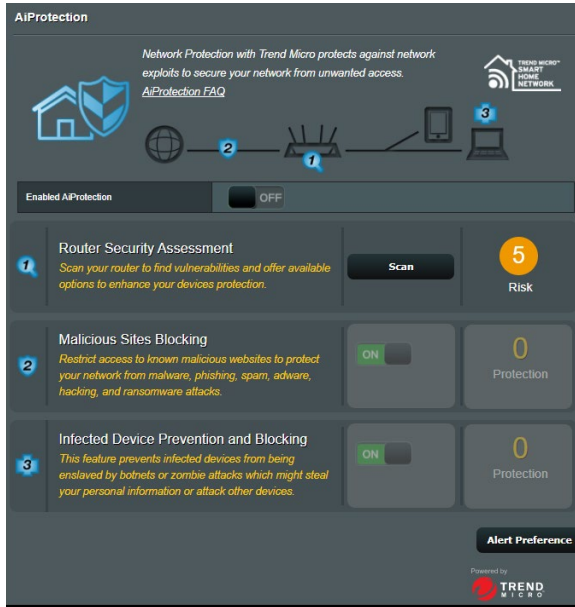 AiProtection
Network Protection with Trend Micro protects against network
exploits to secure your network from unwanted access.
AiProtection FAQ
TREND MICRO™
SMART
HOME
NETWORK
3
2
1
Enabled AiProtection
OFF
1
Router Security Assessment
Scan your router to find vulnerabilities and offer available
options to enhance your devices protection.
Scan
5
Risk
2
Malicious Sites Blocking
Restrict access to known malicious websites to protect
your network from malware, phishing, spam, adware,
hacking, and ransomware attacks.
ON
0
Protection
3
Infected Device Prevention and Blocking
This feature prevents infected devices from being
enslaved by botnets or zombie attacks which might steal
your personal information or attack other devices.
ON
0
Protection
Alert Preference
Powered by
TREND
MICRO